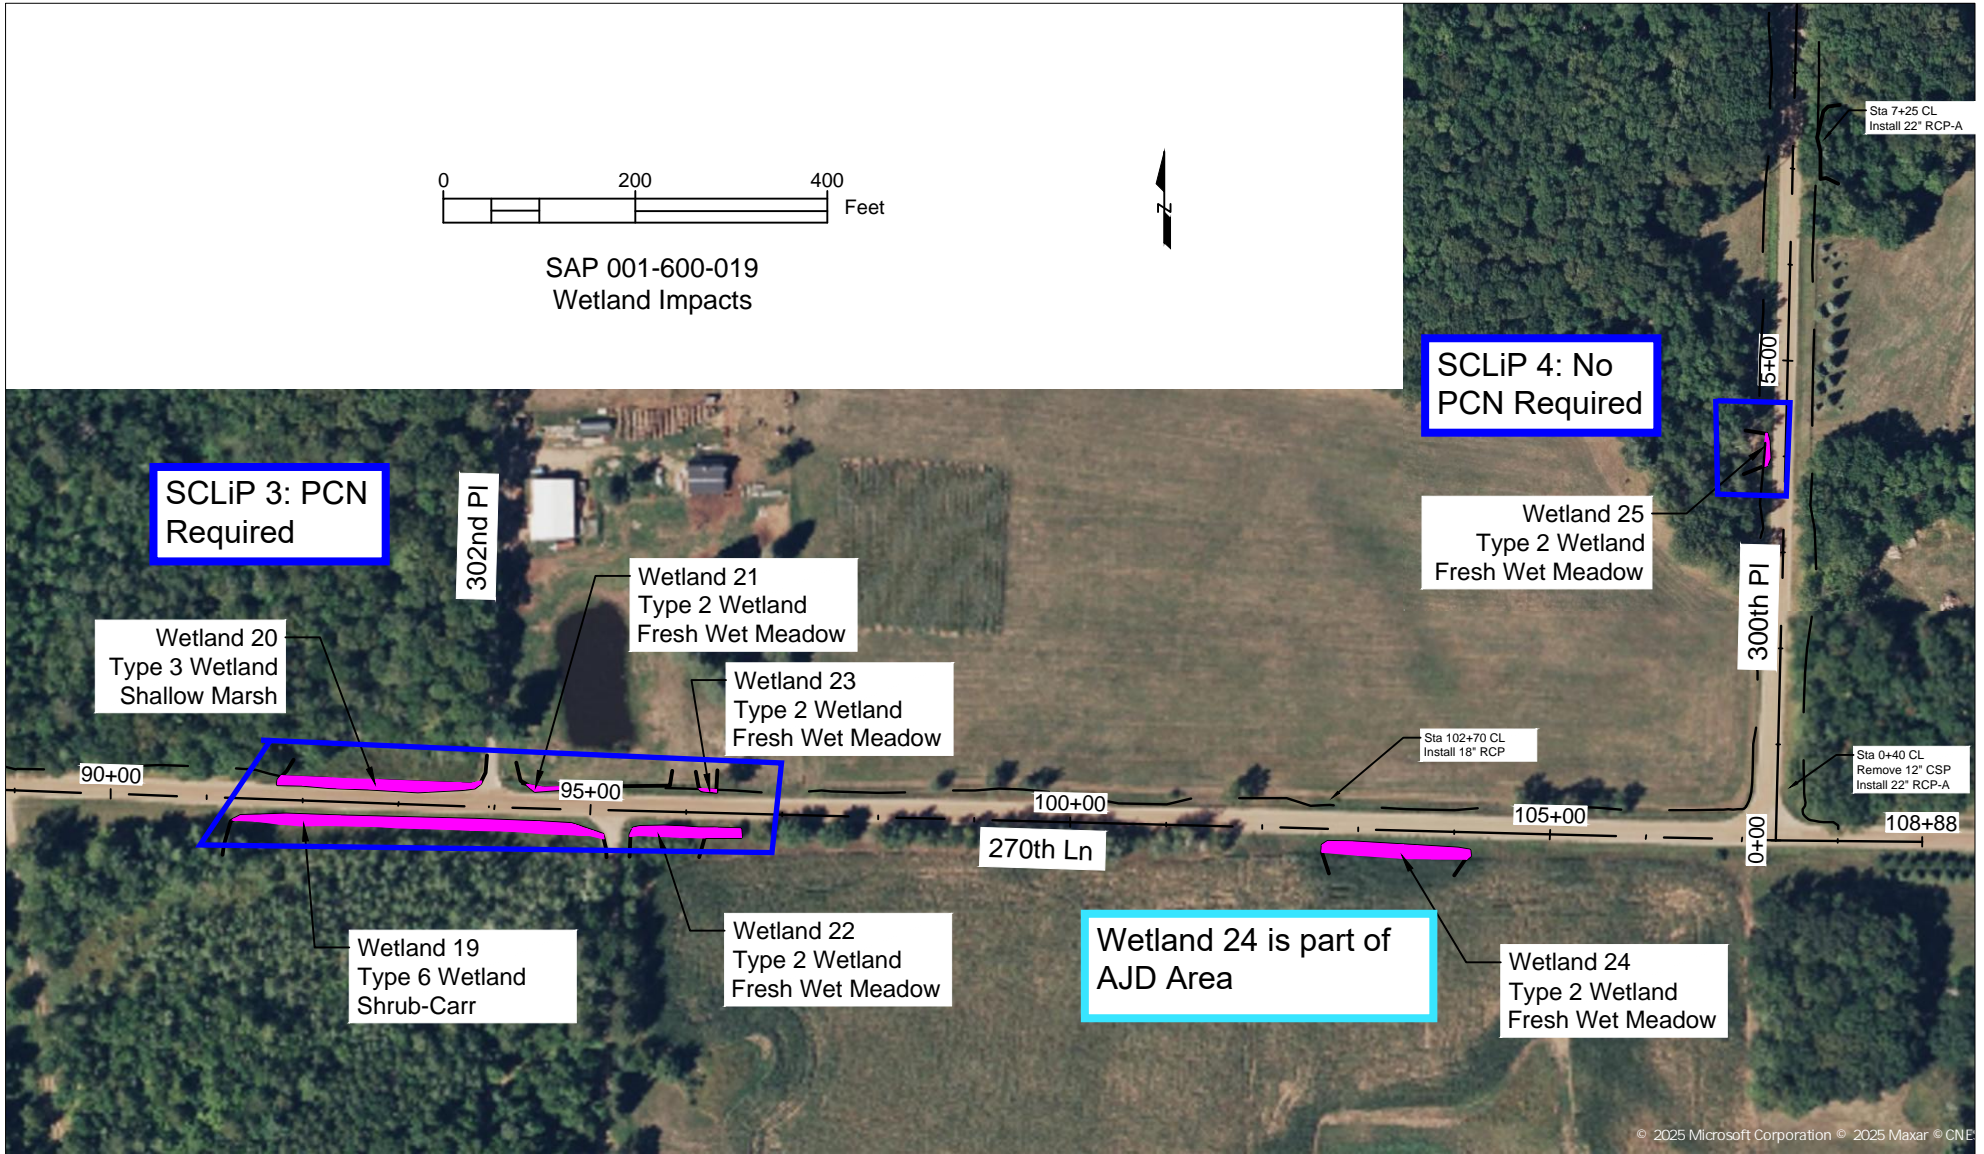 0 200 400
Feet
SAP 001-600-019
Wetland Impacts
Z
Sta 7+25 CL
Install 22" RCP-A
SCLiP 4: No
PCN Required
5+00
SCLiP 3: PCN
Required
302nd Pl
Wetland 25
Type 2 Wetland
Fresh Wet Meadow
300th Pl
Wetland 21
Type 2 Wetland
Fresh Wet Meadow
Wetland 20
Type 3 Wetland
Shallow Marsh
Wetland 23
Type 2 Wetland
Fresh Wet Meadow
Sta 102+70 CL
Install 18" RCP
Sta 0+40 CL
Remove 12" CSP
Install 22" RCP-A
90+00
95+00
100+00
105+00
0+00
108+88
270th Ln
Wetland 19
Type 6 Wetland
Shrub-Carr
Wetland 22
Type 2 Wetland
Fresh Wet Meadow
Wetland 24 is part of
AJD Area
Wetland 24
Type 2 Wetland
Fresh Wet Meadow
© 2025 Microsoft Corporation © 2025 Maxar © CNE